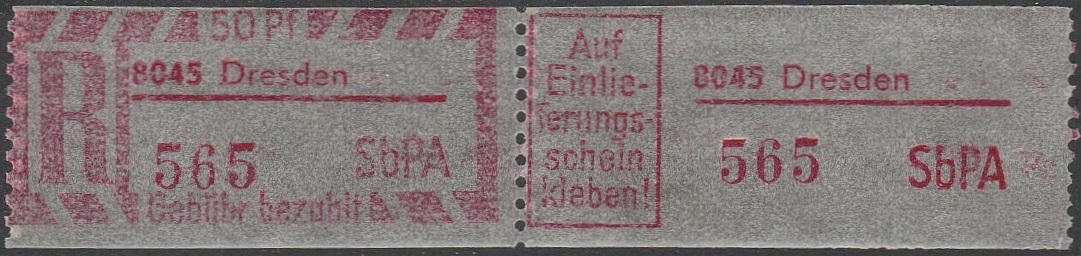 50 Pf
R
8045 Dresden
565 SbPA
Gebühr bezahlt
Auf
Einlie-
ferungs-
schein
kleben!
8045 Dresden
565 SbPA